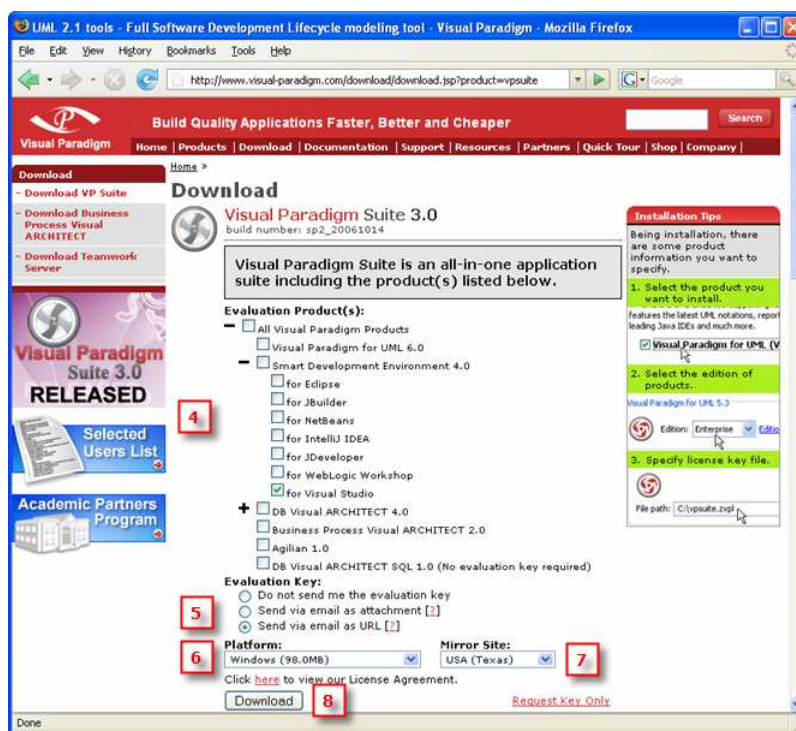 UML 2.1 tools - Full Software Development Lifecycle modeling tool - Visual Paradigm - Mozilla Firefox
File Edit View History Bookmarks Tools Help
http://www.visual-paradigm.com/download/download.jsp?product=vpsuite
Google
Visual Paradigm
Build Quality Applications Faster, Better and Cheaper
Search
Home | Products | Download | Documentation | Support | Resources | Partners | Quick Tour | Shop | Company |
Download
- Download VP Suite
- Download Business
Process Visual
ARCHITECT
- Download Teamwork
Server
Visual Paradigm
Suite 3.0
RELEASED
Selected
Users List
Academic Partners
Program
Home >
Download
Visual Paradigm Suite 3.0
build number: sp2_20061014
Visual Paradigm Suite is an all-in-one application
suite including the product(s) listed below.
Evaluation Product(s):
All Visual Paradigm Products
Visual Paradigm for UML 6.0
Smart Development Environment 4.0
for Eclipse
for JBuilder
4
for NetBeans
for IntelliJ IDEA
for JDeveloper
for WebLogic Workshop
for Visual Studio
DB Visual ARCHITECT 4.0
Business Process Visual ARCHITECT 2.0
Agilian 1.0
DB Visual ARCHITECT SQL 1.0 (No evaluation key required)
Evaluation Key:
Do not send me the evaluation key
5
Send via email as attachment [?]
Send via email as URL [?]
Platform: Mirror Site:
6 Windows (98.0MB) USA (Texas) 7
Click here to view our License Agreement.
Download 8 Request Key Only
Installation Tips
Being installation, there
are some product
information you want to
specify.
1. Select the product you
want to install.
features the latest UML notations, report
leading Java IDEs and much more.
Visual Paradigm for UML (V
2. Select the edition of
products.
Visual Paradigm for UML 5.3
Edition: Enterprise Editio
3. Specify license key file.
File path: C:\vpsuite.zvpl
Done